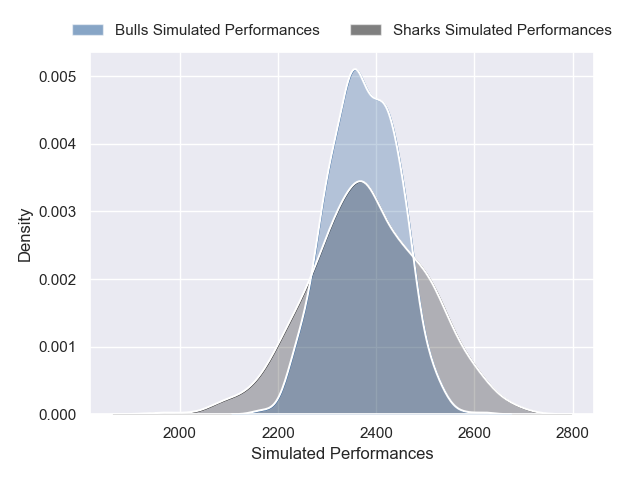 Bulls Simulated Performances Sharks Simulated Performances
0.005
0.004
0.003
0.002
0.001
0.000
Density
2000 2200 2400 2600 2800
Simulated Performances